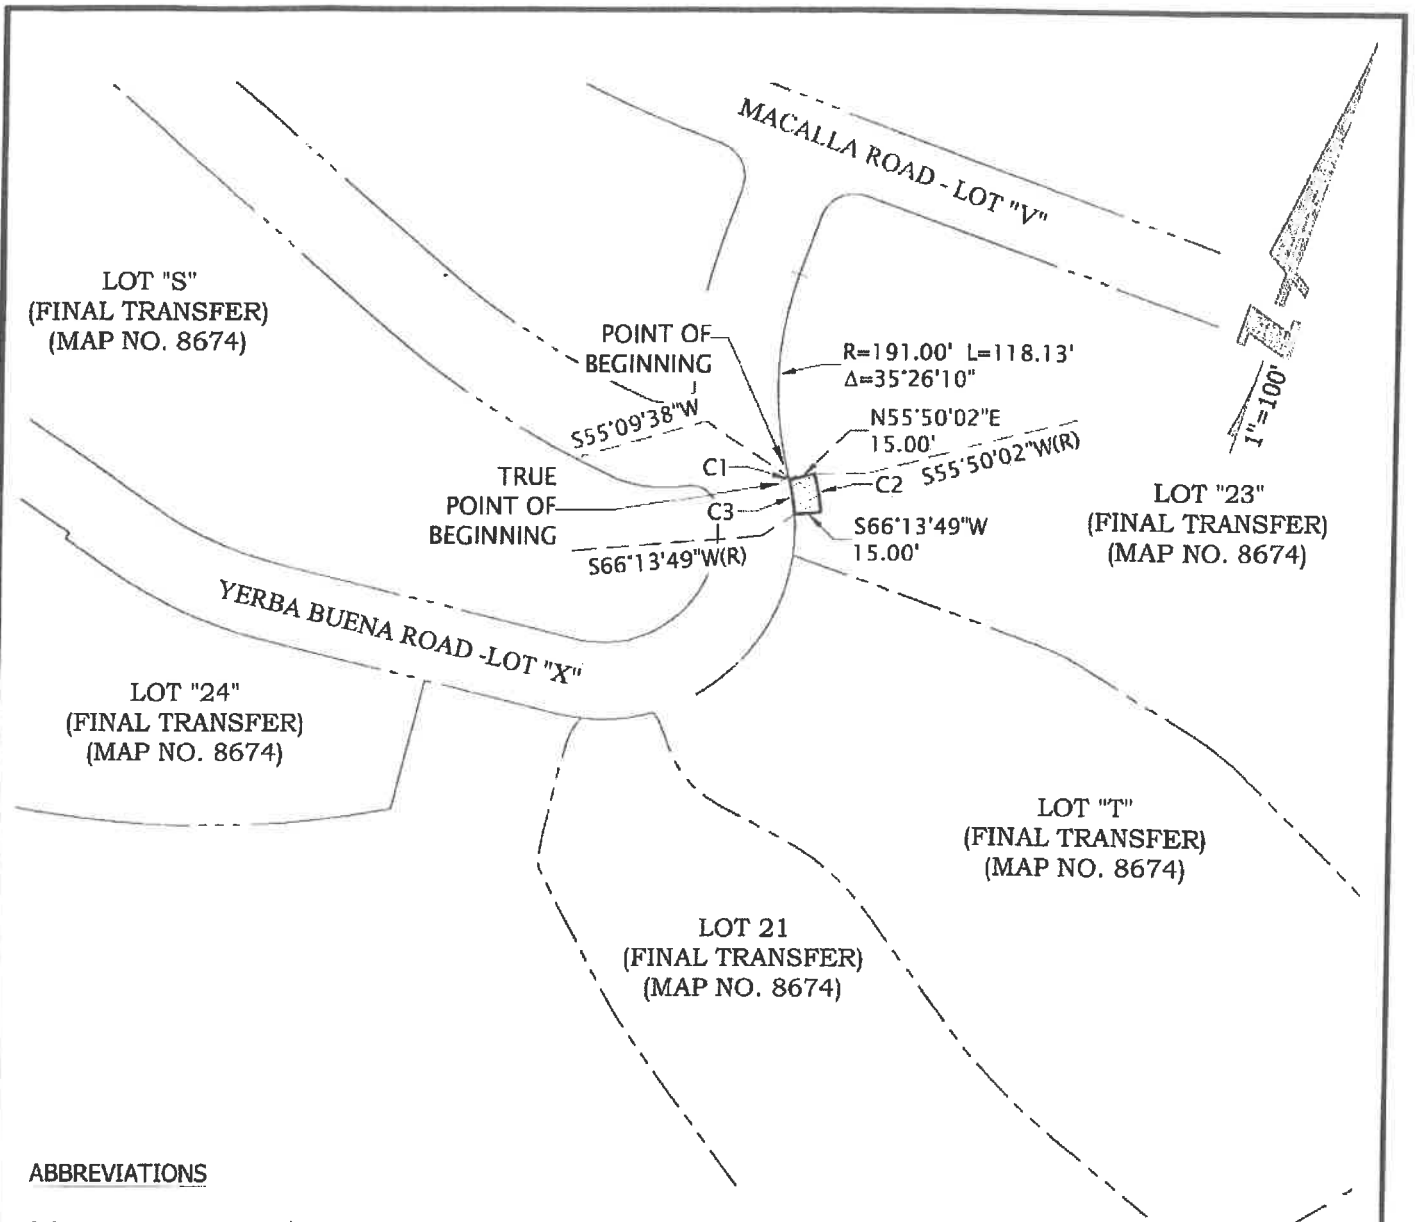 MACALLA ROAD - LOT "V"
LOT "S"
(FINAL TRANSFER)
(MAP NO. 8674)
POINT OF
BEGINNING
R=191.00' L=118.13'
Δ=35°26'10"
1"=100'
S55°09'38"W
N55°50'02"E
15.00'
S55°50'02"W(R)
C1
C2
TRUE
POINT OF
BEGINNING
C3
LOT "23"
(FINAL TRANSFER)
(MAP NO. 8674)
S66°13'49"W
15.00'
S66°13'49"W(R)
YERBA BUENA ROAD -LOT "X"
LOT "24"
(FINAL TRANSFER)
(MAP NO. 8674)
LOT "T"
(FINAL TRANSFER)
(MAP NO. 8674)
LOT 21
(FINAL TRANSFER)
(MAP NO. 8674)
ABBREVIATIONS